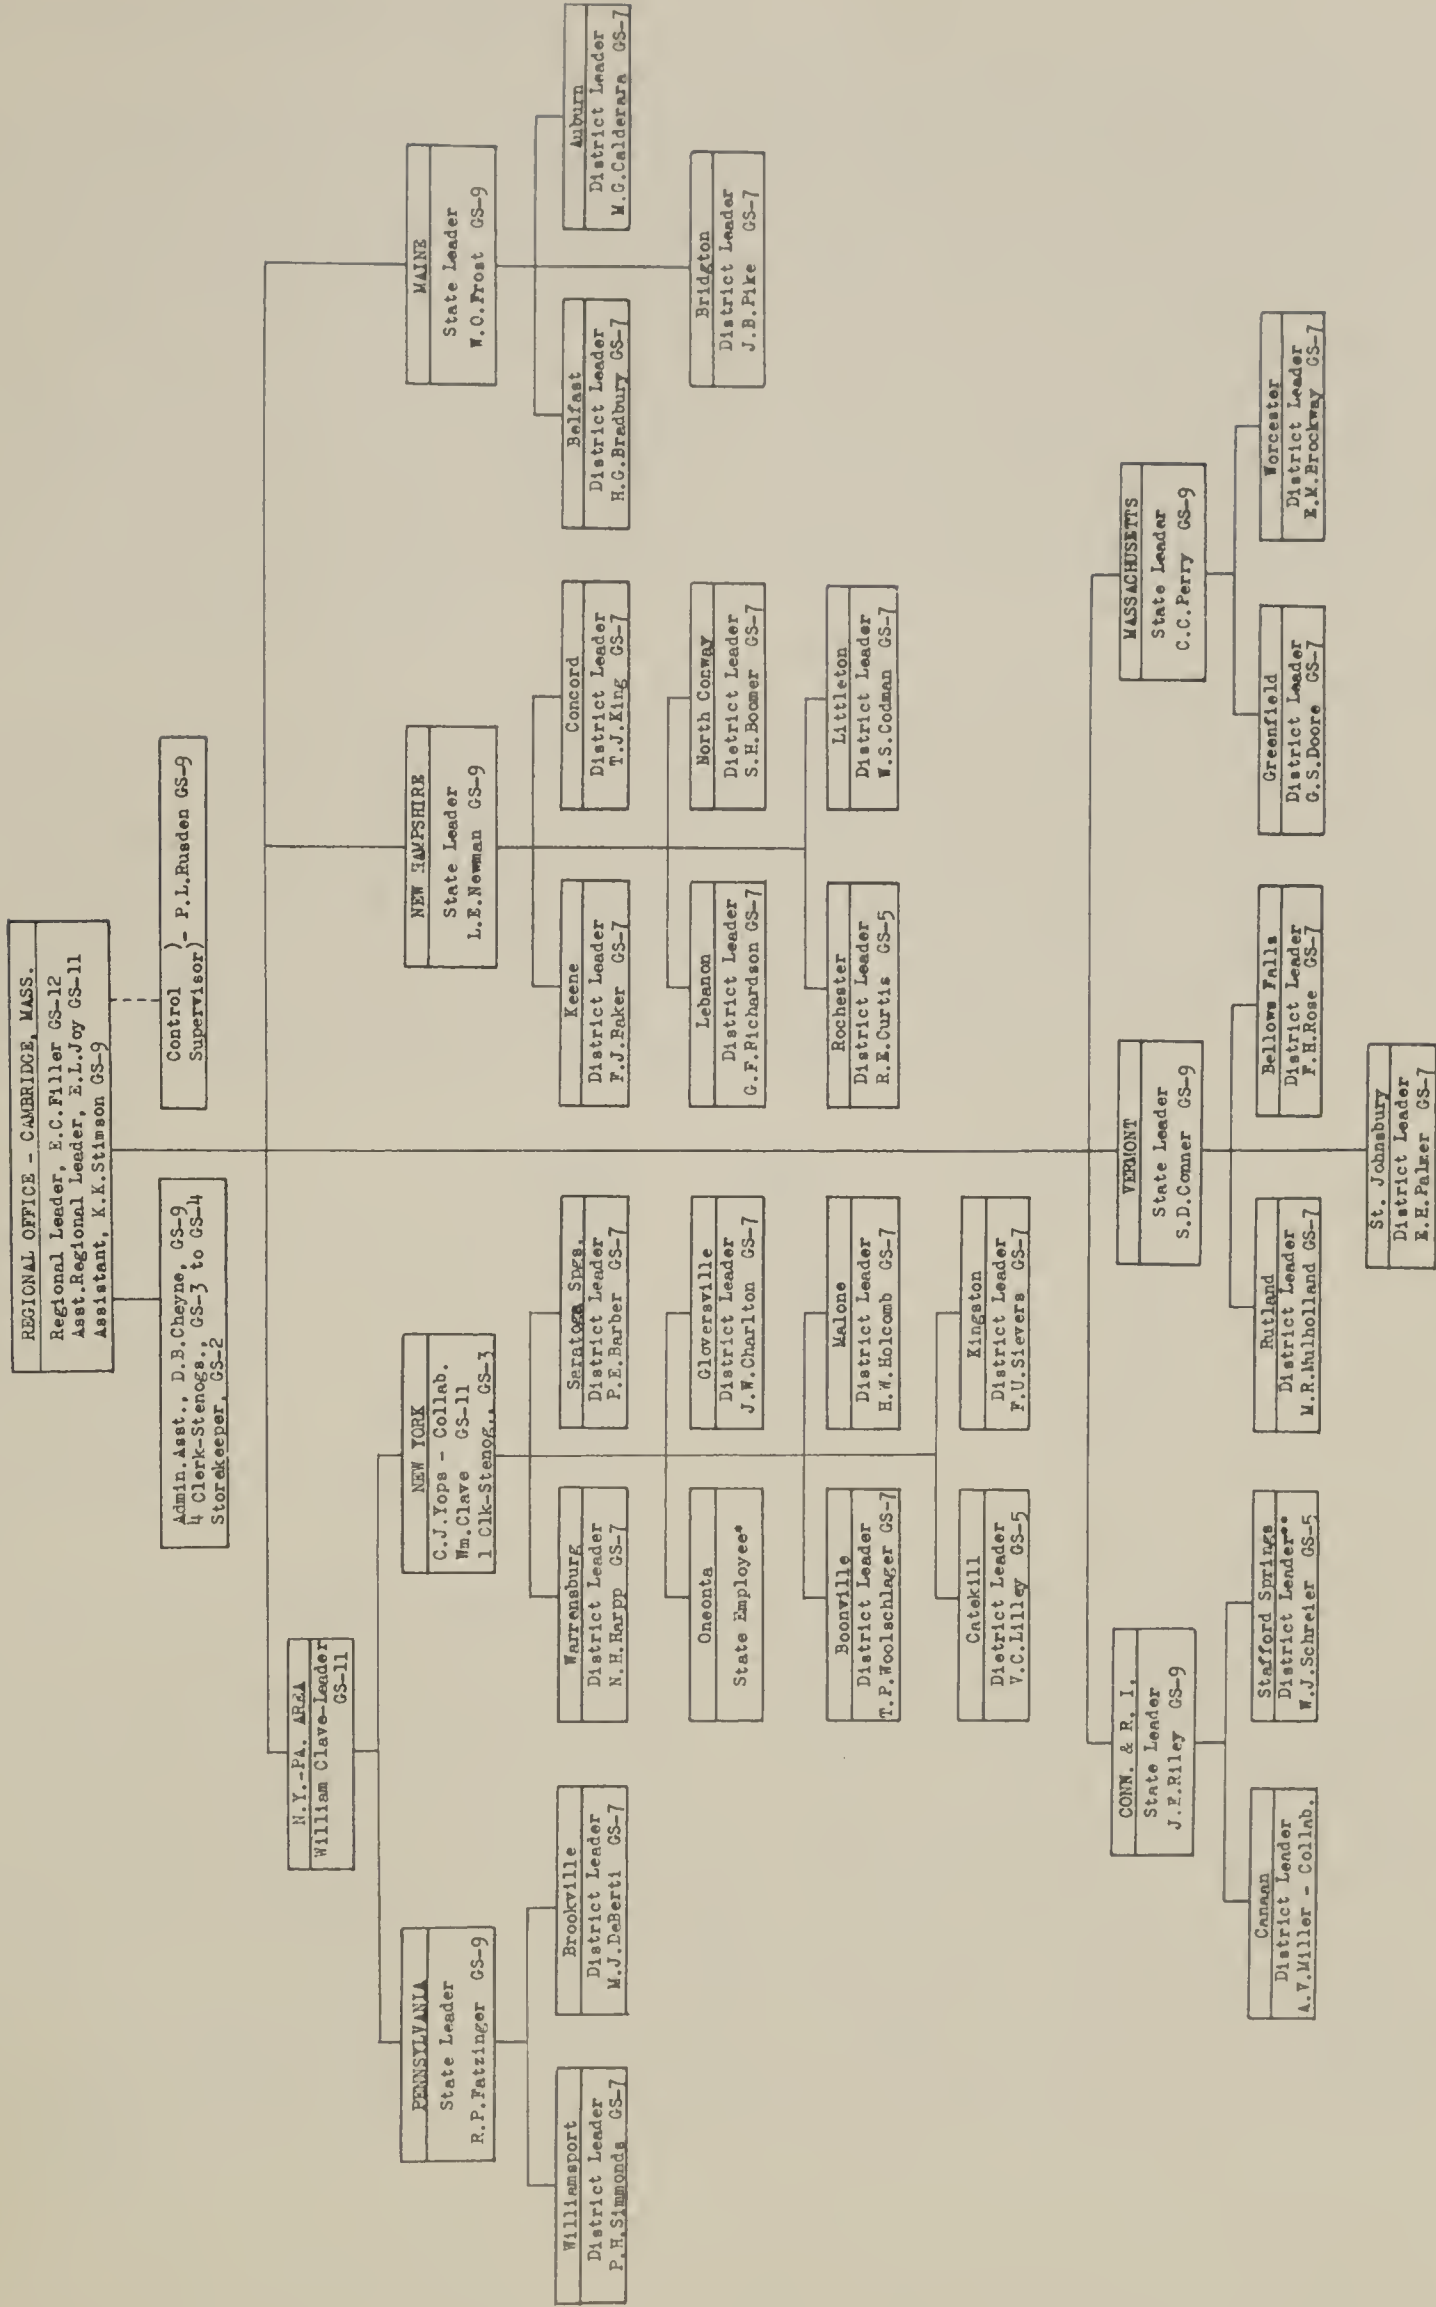 REGIONAL OFFICE - CAMBRIDGE, MASS.
Regional Leader, E.C.Filler GS-12
Asst.Regional Leader, E.L.Joy GS-11
Assistant, K.K.Stimson GS-9
Admin.Asst., D.B.Cheyne, GS-9
4 Clerk-Stenogs., GS-3 to GS-4
Storekeeper, GS-2
Control )
Supervisor)- P.L.Rusden GS-9
N.Y.-PA. AREA
William Clave-Leader
GS-11
PENNSYLVANIA
State Leader
R.P.Fatzinger GS-9
Williamsport
District Leader
P.H.Simmonds GS-7
Brookville
District Leader
M.J.DeBerti GS-7
NEW YORK
C.J.Yops - Collab.
Wm.Clave GS-11
1 Clk-Stenog., GS-3
Warrensburg
District Leader
N.H.Harpp GS-7
Saratoga Spgs.
District Leader
P.E.Barber GS-7
Oneonta
State Employee*
Gloversville
District Leader
J.W.Charlton GS-7
Boonville
District Leader
T.P.Woolschlager GS-7
Malone
District Leader
H.W.Holcomb GS-7
Catskill
District Leader
V.C.Lilley GS-5
Kingston
District Leader
F.U.Sievers GS-7
NEW HAMPSHIRE
State Leader
L.E.Newman GS-9
Keene
District Leader
F.J.Baker GS-7
Concord
District Leader
T.J.King GS-7
Lebanon
District Leader
G.F.Richardson GS-7
North Conway
District Leader
S.H.Boomer GS-7
Rochester
District Leader
R.E.Curtis GS-5
Littleton
District Leader
W.S.Codman GS-7
MAINE
State Leader
W.O.Frost GS-9
Belfast
District Leader
H.G.Bradbury GS-7
Auburn
District Leader
M.G.Calderara GS-7
Bridgton
District Leader
J.B.Pike GS-7
CONN. & R. I.
State Leader
J.E.Riley GS-9
Canaan
District Leader
A.V.Miller - Collab.
Stafford Springs
District Leader**
W.J.Schreier GS-5
VERMONT
State Leader
S.D.Conner GS-9
Rutland
District Leader
M.R.Mulholland GS-7
Bellows Falls
District Leader
F.H.Rose GS-7
St. Johnsbury
District Leader
E.H.Palmer GS-7
MASSACHUSETTS
State Leader
C.C.Perry GS-9
Greenfield
District Leader
G.S.Doore GS-7
Worcester
District Leader
E.M.Brockway GS-7